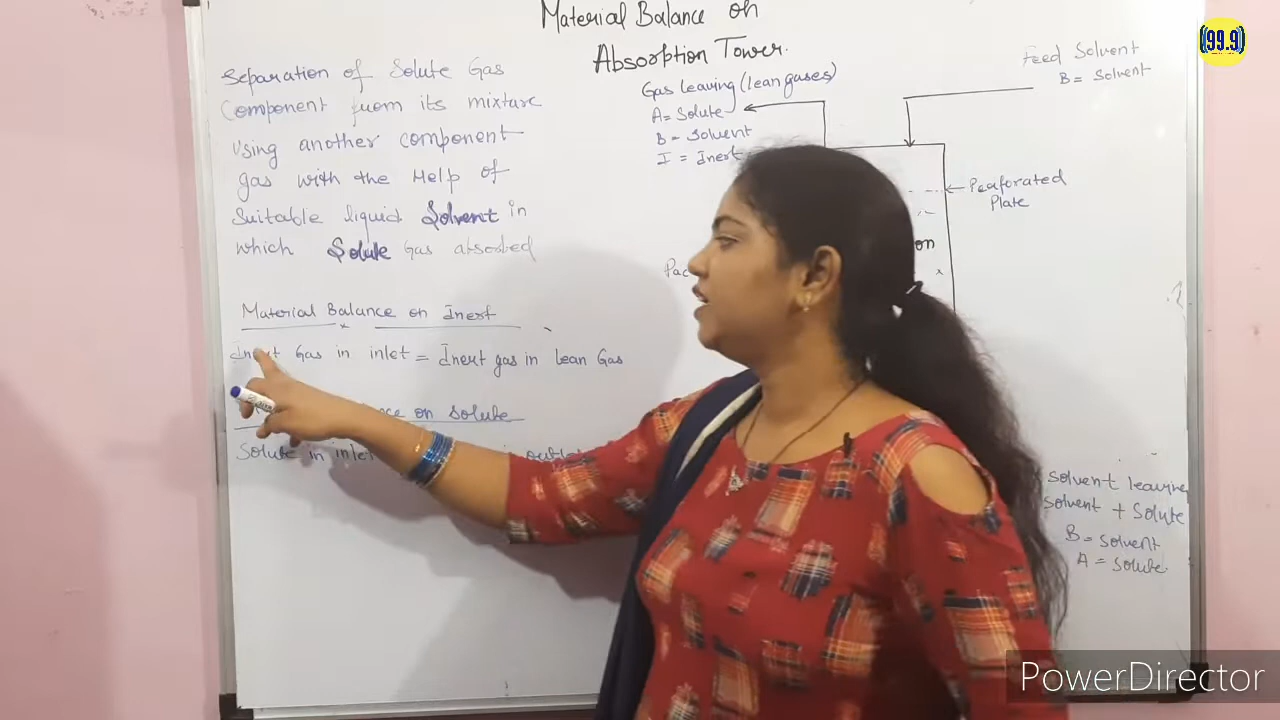 Material Balance on
Absorption Tower.
Separation of Solute Gas
Component from its mixture
Using another component
gas with the Help of
Suitable liquid Solvent in
which Solute Gas absorbed
Material Balance on Inert
Inert Gas in inlet = Inert gas in Lean Gas
on Solute
Solute in inlet
in outlet
Gas leaving (lean gases)
A = Solute
B = Solvent
I = Inert
Feed Solvent
B = Solvent
Perforated
Plate
Solvent leaving
Solvent + Solute
B = Solvent
A = Solute.
(99.9)
PowerDirector